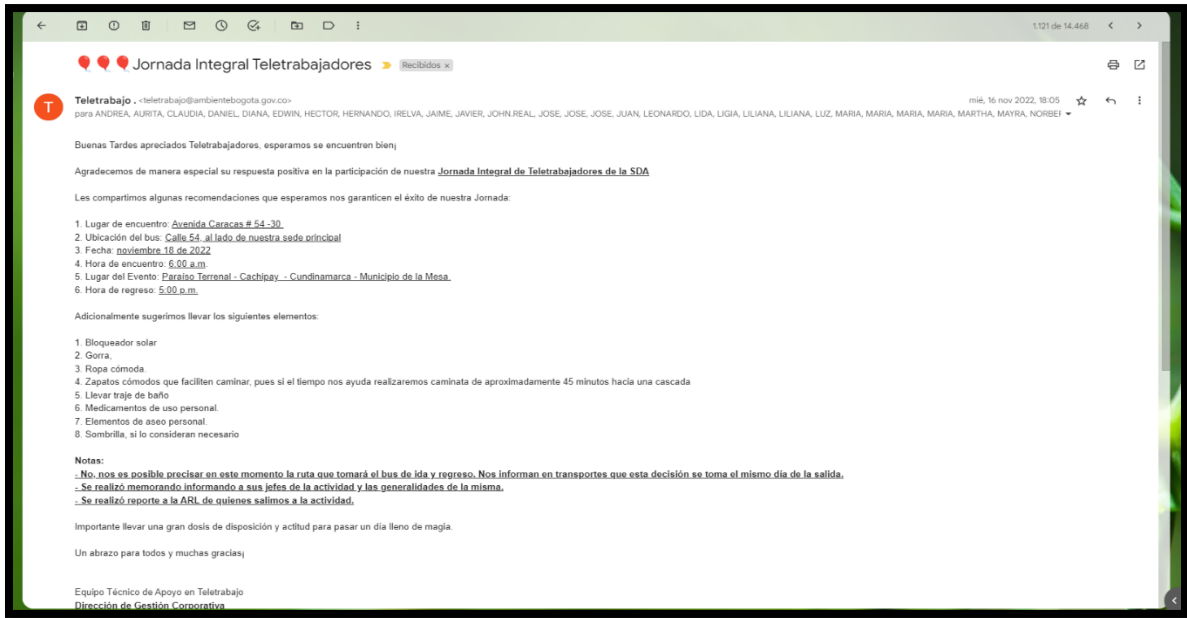 1.121 de 14.468
Jornada Integral Teletrabajadores Recibidos x
T
Teletrabajo . <teletrabajo@ambientebogota.gov.co>
mié, 16 nov 2022, 18:05
para ANDREA, AURITA, CLAUDIA, DANIEL, DIANA, EDWIN, HECTOR, HERNANDO, IRELVA, JAIME, JAVIER, JOHN.REAL, JOSE, JOSE, JOSE, JUAN, LEONARDO, LIDA, LIGIA, LILIANA, LILIANA, LUZ, MARIA, MARIA, MARIA, MARIA, MARTHA, MAYRA, NORBEI
Buenas Tardes apreciados Teletrabajadores, esperamos se encuentren bien¡
Agradecemos de manera especial su respuesta positiva en la participación de nuestra Jornada Integral de Teletrabajadores de la SDA
Les compartimos algunas recomendaciones que esperamos nos garanticen el éxito de nuestra Jornada:
1. Lugar de encuentro: Avenida Caracas # 54 -30
2. Ubicación del bus: Calle 54, al lado de nuestra sede principal
3. Fecha: noviembre 18 de 2022
4. Hora de encuentro: 6:00 a.m.
5. Lugar del Evento: Paraíso Terrenal - Cachipay - Cundinamarca - Municipio de la Mesa.
6. Hora de regreso: 5:00 p.m.
Adicionalmente sugerimos llevar los siguientes elementos:
1. Bloqueador solar
2. Gorra,
3. Ropa cómoda.
4. Zapatos cómodos que faciliten caminar, pues si el tiempo nos ayuda realizaremos caminata de aproximadamente 45 minutos hacia una cascada
5. Llevar traje de baño
6. Medicamentos de uso personal.
7. Elementos de aseo personal.
8. Sombrilla, si lo consideran necesario
Notas:
- No, nos es posible precisar en este momento la ruta que tomará el bus de ida y regreso. Nos informan en transportes que esta decisión se toma el mismo día de la salida.
- Se realizó memorando informando a sus jefes de la actividad y las generalidades de la misma.
- Se realizó reporte a la ARL de quienes salimos a la actividad.
Importante llevar una gran dosis de disposición y actitud para pasar un día lleno de magia.
Un abrazo para todos y muchas gracias¡
Equipo Técnico de Apoyo en Teletrabajo
Dirección de Gestión Corporativa